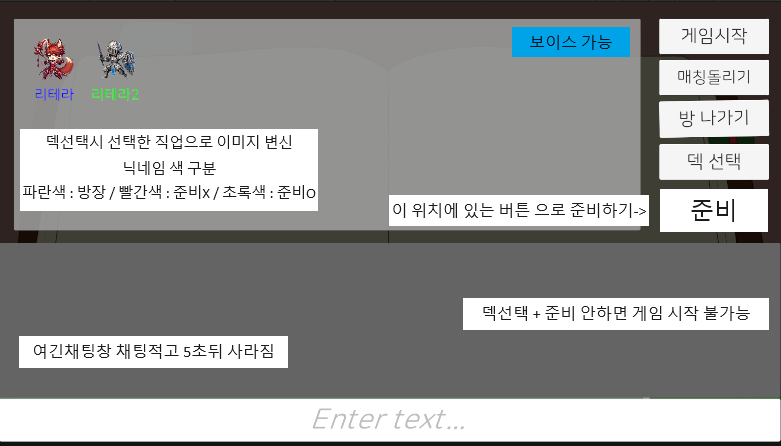 보이스 가능
게임시작
리테라
리테라2
매칭돌리기
방 나가기
덱선택시 선택한 직업으로 이미지 변신
닉네임 색 구분
파란색 : 방장 / 빨간색 : 준비X / 초록색 : 준비O
덱 선택
이 위치에 있는 버튼 으로 준비하기->
준비
덱선택 + 준비 안하면 게임 시작 불가능
여긴채팅창 채팅적고 5초뒤 사라짐
Enter text...